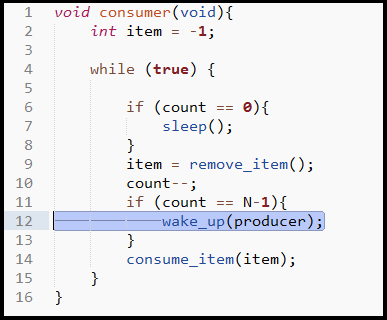 1 void consumer(void){
2     int item = -1;
3
4     while (true) {
5
6         if (count == 0){
7             sleep();
8         }
9         item = remove_item();
10         count--;
11         if (count == N-1){
12             wake_up(producer);
13         }
14         consume_item(item);
15     }
16 }